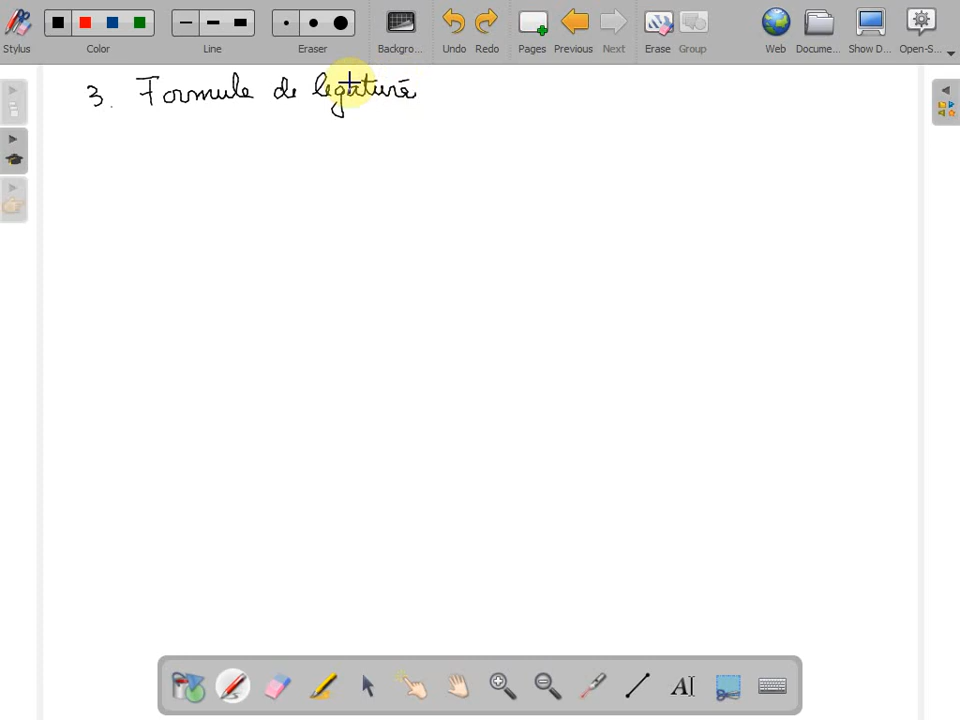 Stylus
Color
Line
Eraser
Backgro...
Undo
Redo
Pages
Previous
Next
Erase
Group
Web
Docume...
Show D...
Open-S...
3. Formule de legătură
AI